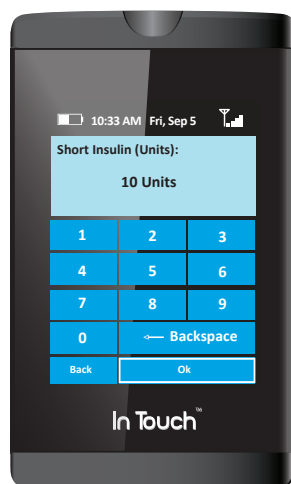 10:33 AM Fri, Sep 5
Short Insulin (Units):
10 Units
1 2 3
4 5 6
7 8 9
0 Backspace
Back Ok
In Touch™